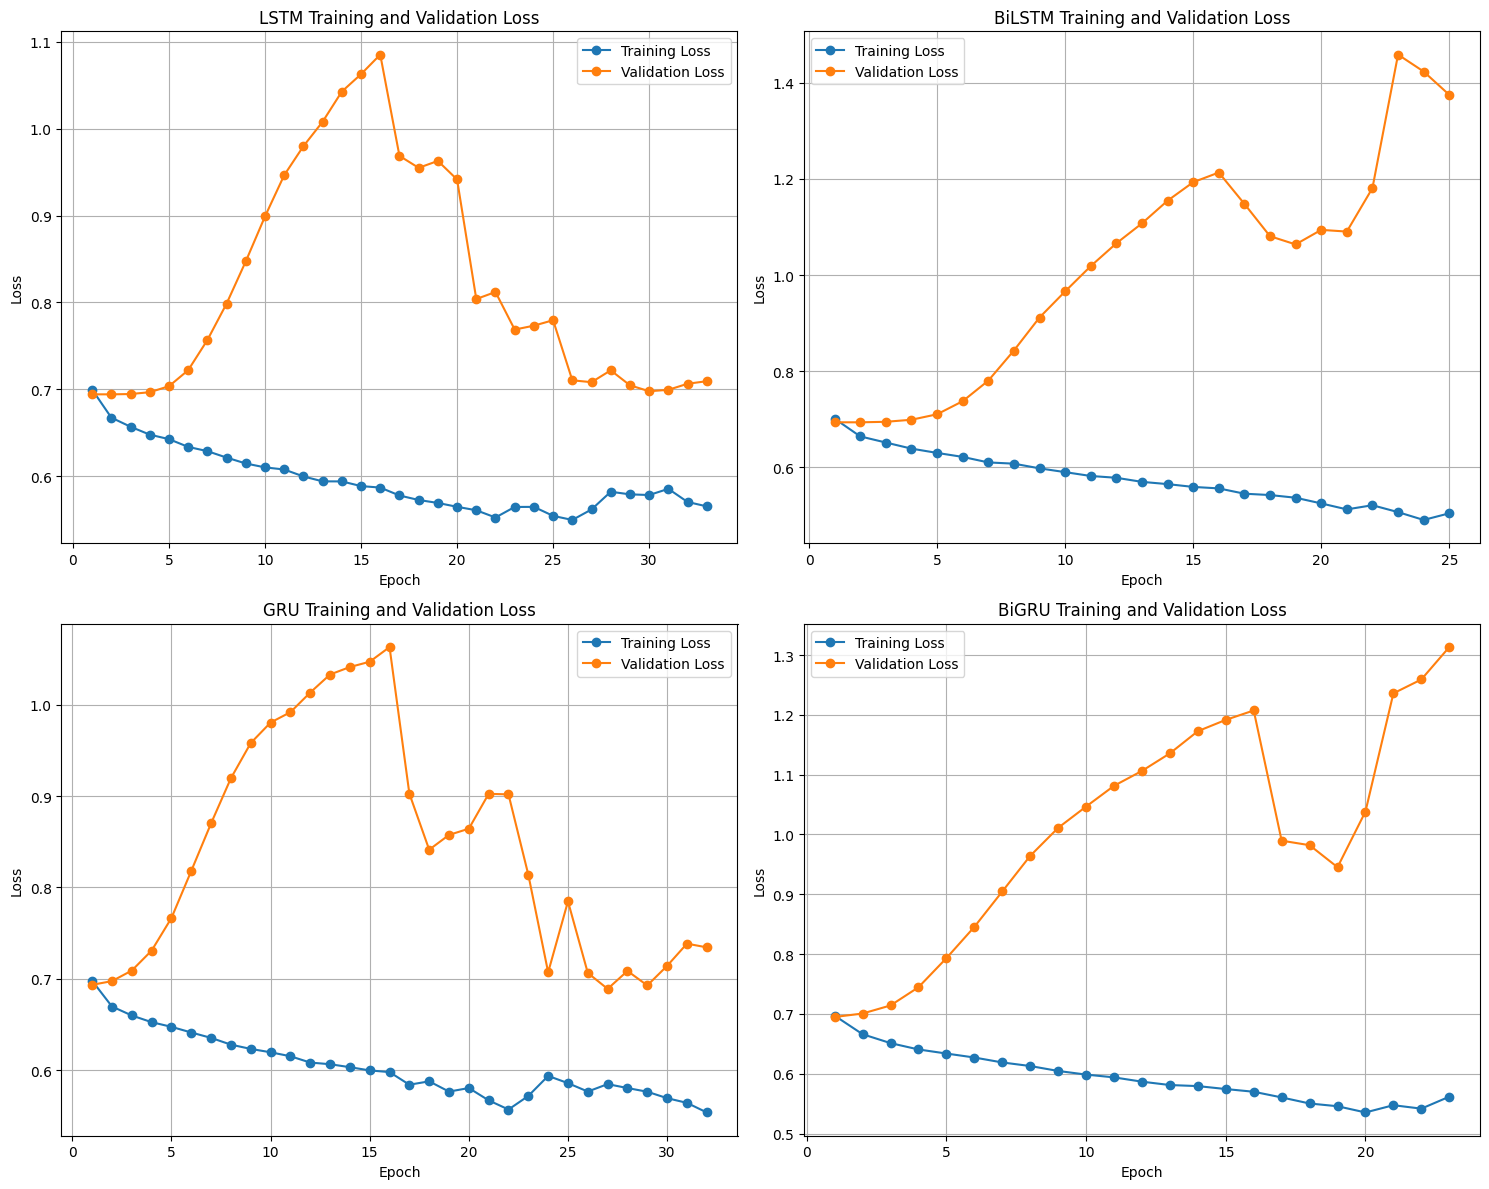 LSTM Training and Validation Loss
Training Loss
Validation Loss
1.1
1.0
0.9
0.8
0.7
0.6
Loss
0 5 10 15 20 25 30
Epoch
BiLSTM Training and Validation Loss
Training Loss
Validation Loss
1.4
1.2
1.0
0.8
0.6
Loss
0 5 10 15 20 25
Epoch
GRU Training and Validation Loss
Training Loss
Validation Loss
1.0
0.9
0.8
0.7
0.6
Loss
0 5 10 15 20 25 30
Epoch
BiGRU Training and Validation Loss
Training Loss
Validation Loss
1.3
1.2
1.1
1.0
0.9
0.8
0.7
0.6
0.5
Loss
0 5 10 15 20
Epoch